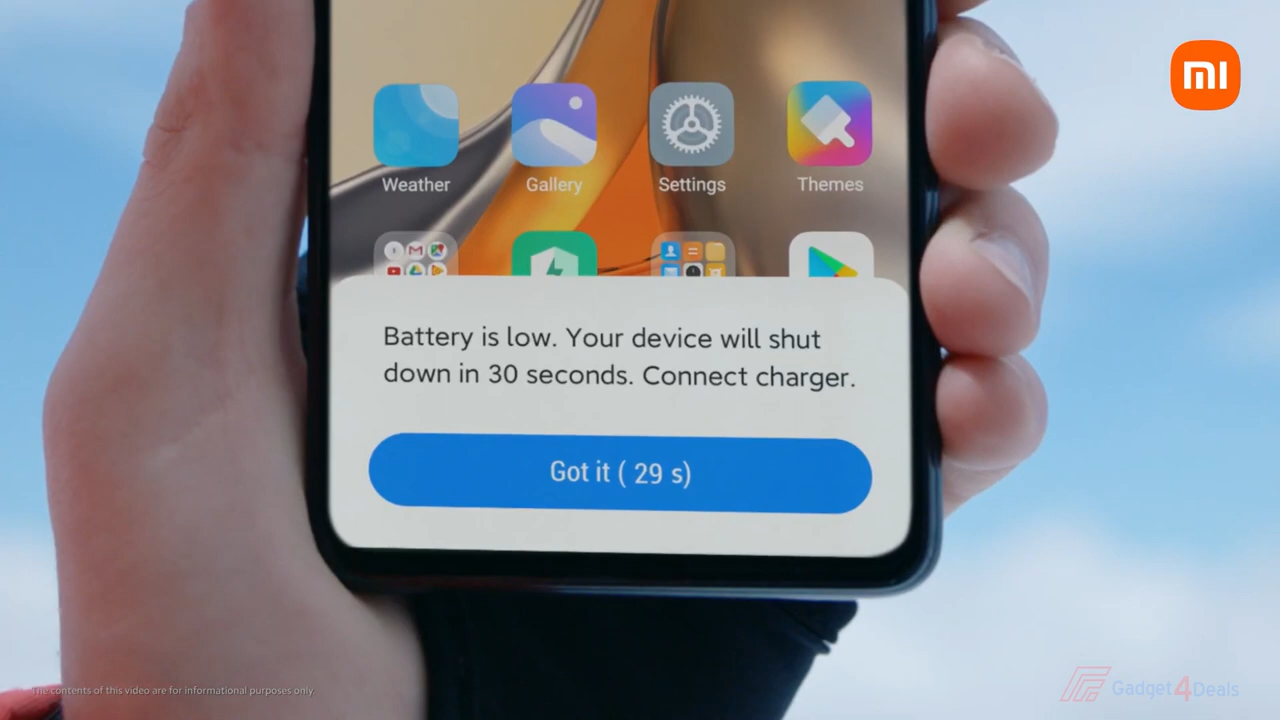 mi
Weather
Gallery
Settings
Themes
Battery is low. Your device will shut
down in 30 seconds. Connect charger.
Got it ( 29 s)
The contents of this video are for informational purposes only.
Gadget4Deals